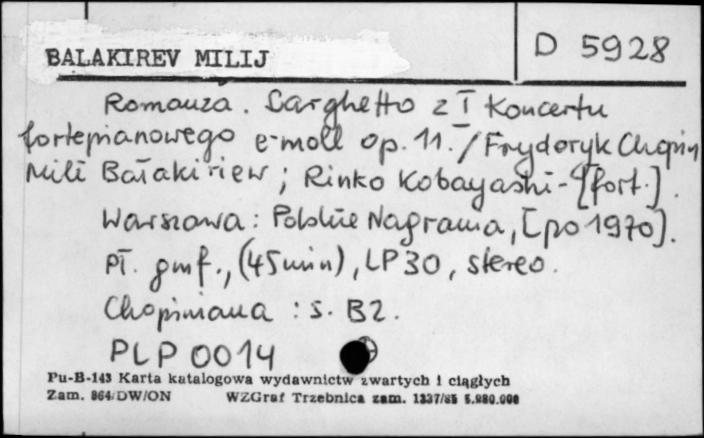 BALAKIREV MILIJ
D 5928
Romanza. Larghetto z I Koncertu
fortepianowego e-moll op. 11. / Fryderyk Chopin
Mili Bałakiriew ; Rinko Kobayashi - [fort.].
Warszawa : Polskie Nagrania, [po 1970].
Pł. gmf., (45 min), LP 30, stereo.
Chopiniana : s. B2.
PLP 0014
Pu-B-143 Karta katalogowa wydawnictw zwartych i ciągłych
Zam. 864/DW/ON WZGraf Trzebnica zam. 1337/85 5.980.000